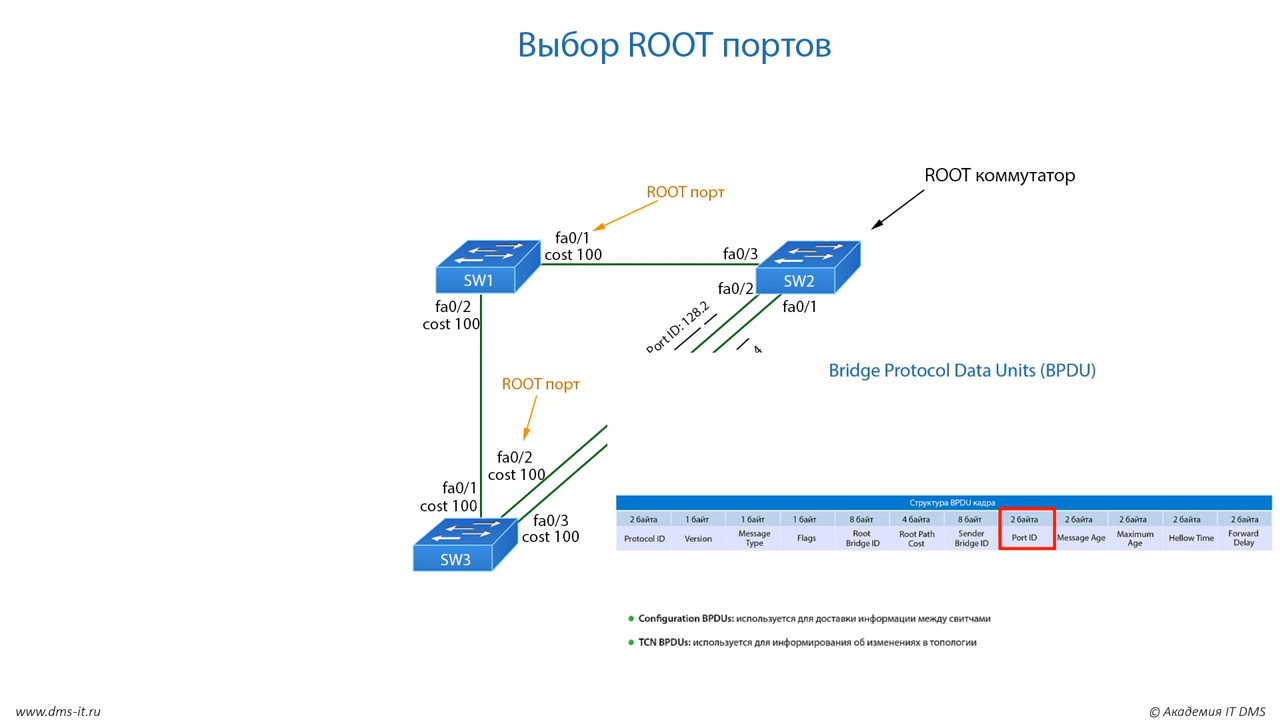 Выбор ROOT портов
ROOT коммутатор
ROOT порт
fa0/1
cost 100
fa0/3
SW1
SW2
fa0/2
fa0/1
fa0/2
cost 100
Port ID: 128.2
4
Bridge Protocol Data Units (BPDU)
ROOT порт
fa0/2
cost 100
fa0/1
cost 100
fa0/3
cost 100
SW3
Структура BPDU кадра
2 байта 1 байт 1 байт 1 байт 8 байт 4 байта 8 байт 2 байта 2 байта 2 байта 2 байта 2 байта
Protocol ID Version Message Type Flags Root Bridge ID Root Path Cost Sender Bridge ID Port ID Message Age Maximum Age Hellow Time Forward Delay
Configuration BPDUs: используется для доставки информации между свитчами
TCN BPDUs: используется для информирования об изменениях в топологии
www.dms-it.ru
© Академия IT DMS